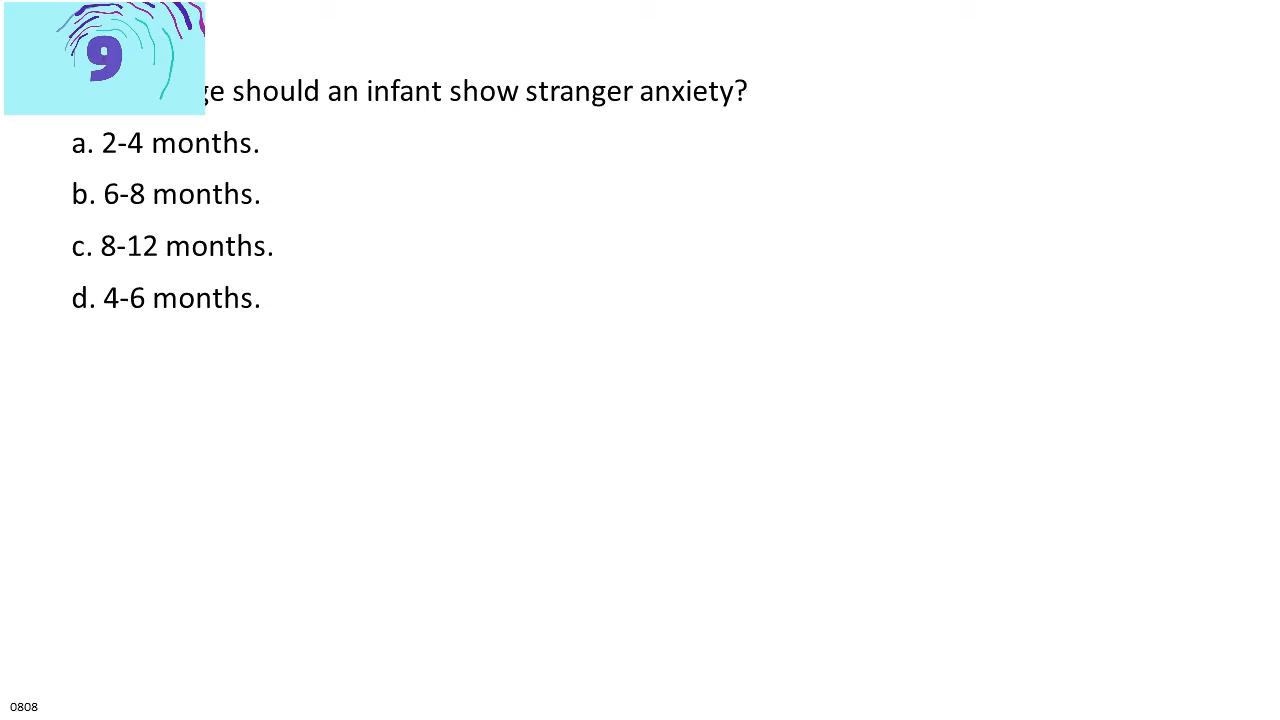 9
should an infant show stranger anxiety?
a. 2-4 months.
b. 6-8 months.
c. 8-12 months.
d. 4-6 months.
0808